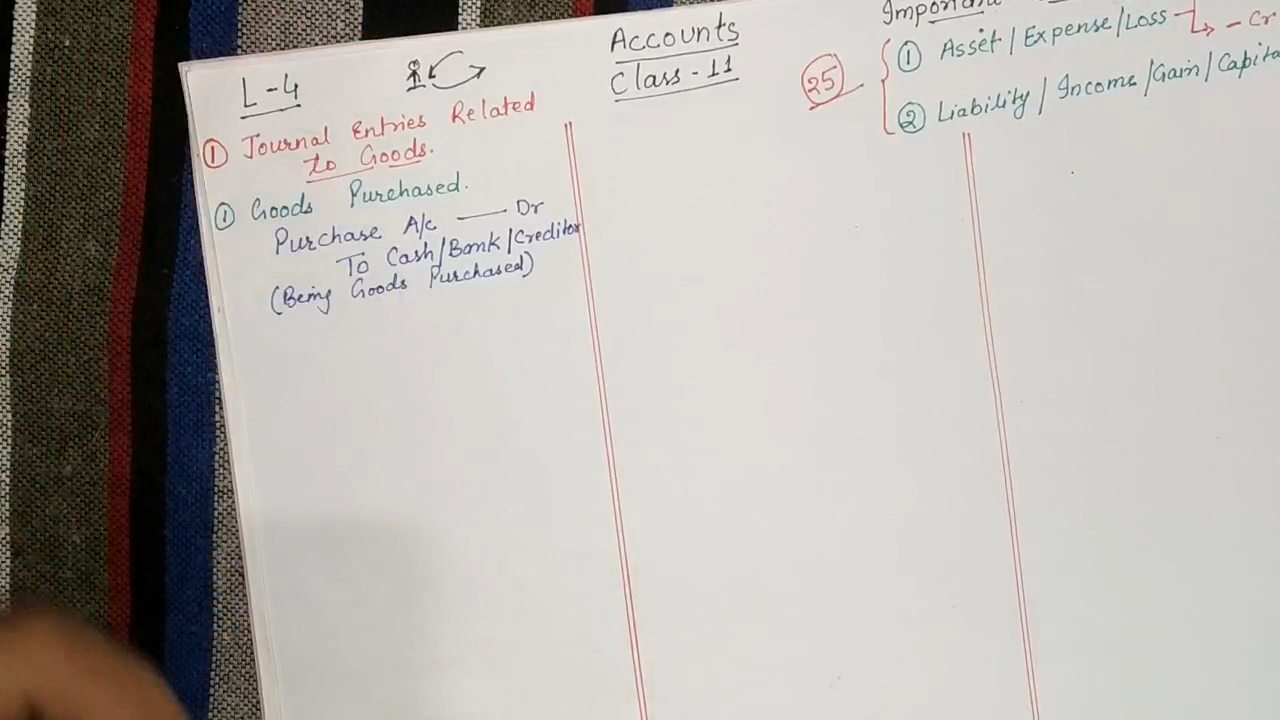 L-4
Accounts
Class-11
① Journal Entries Related
to Goods.
① Goods Purchased.
Purchase A/c —— Dr
To Cash/Bank/Creditor
(Being Goods Purchased)
25
① Asset/Expense/Loss
- Cr
② Liability/Income/Gain/